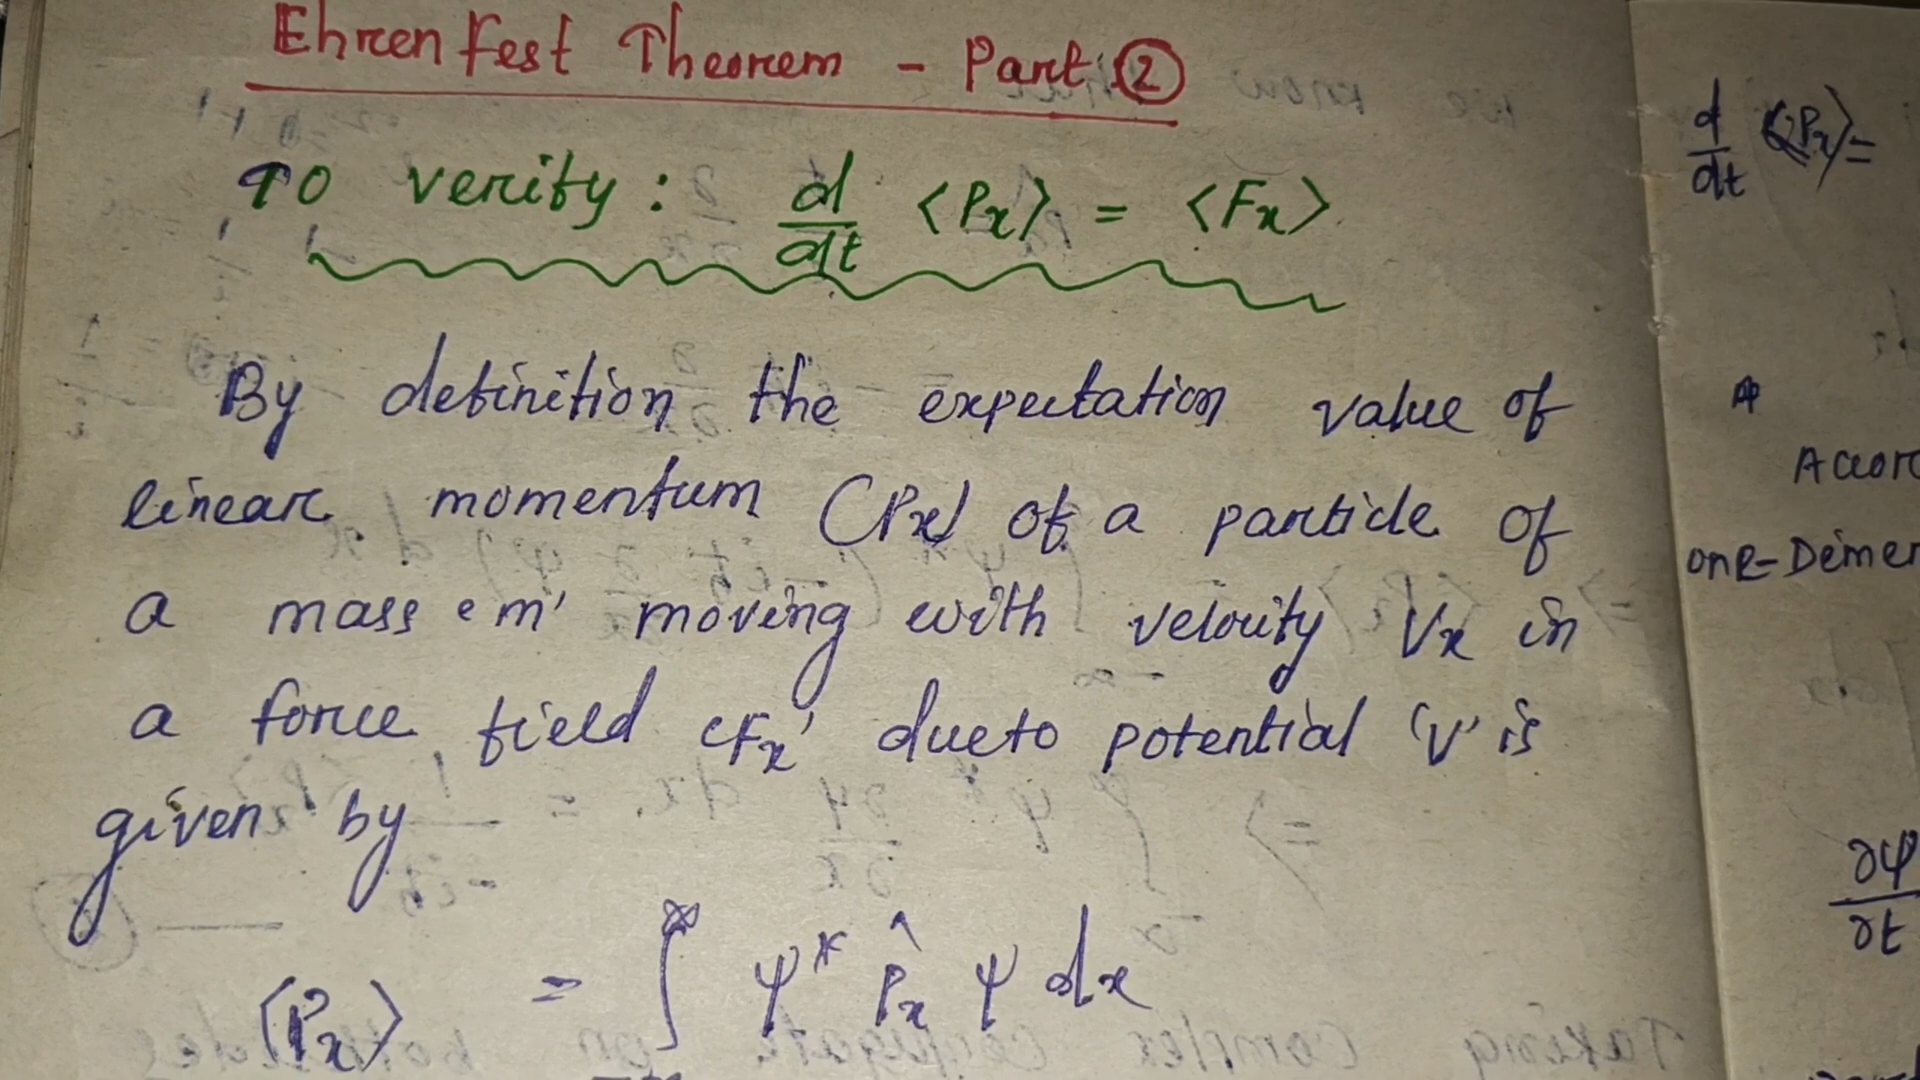 Ehrenfest Theorem - Part ②
To verify : d/dt ⟨Px⟩ = ⟨Fx⟩
By definition the expectation value of
linear momentum (Px) of a particle of
a mass 'm' moving with velocity Vx in
a force field 'Fx' due to potential 'V' is
given by
⟨Px⟩ = ∫ ψ* P̂x ψ dx
d/dt ⟨Px⟩ =
one-Dimen
∂ψ/∂t